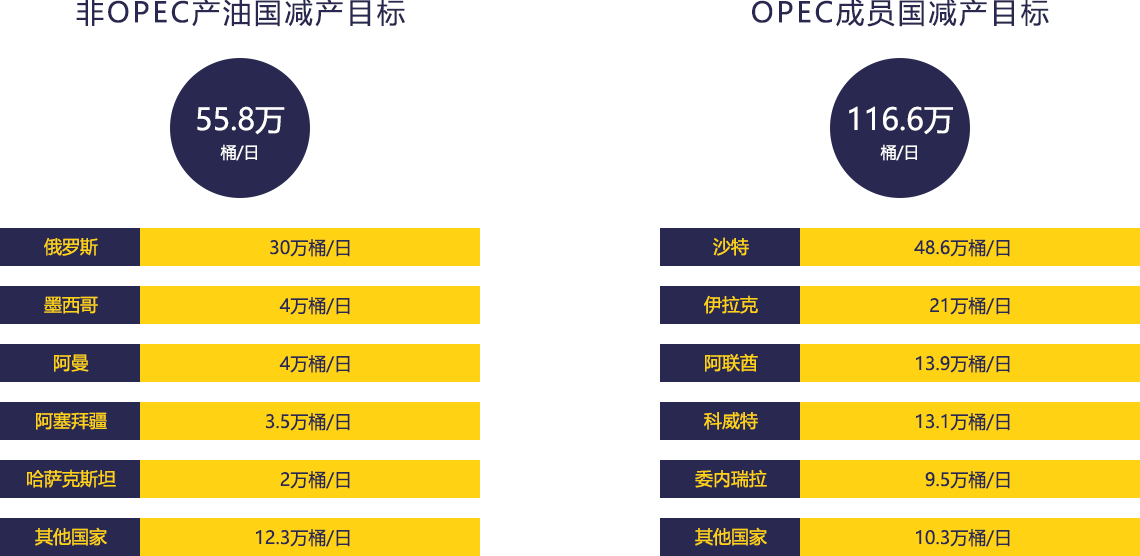 非OPEC产油国减产目标
55.8万
桶/日
俄罗斯 30万桶/日
墨西哥 4万桶/日
阿曼 4万桶/日
阿塞拜疆 3.5万桶/日
哈萨克斯坦 2万桶/日
其他国家 12.3万桶/日
OPEC成员国减产目标
116.6万
桶/日
沙特 48.6万桶/日
伊拉克 21万桶/日
阿联酋 13.9万桶/日
科威特 13.1万桶/日
委内瑞拉 9.5万桶/日
其他国家 10.3万桶/日